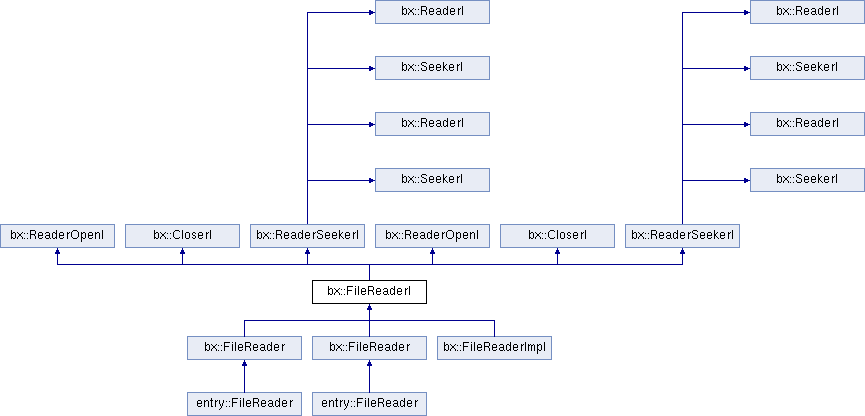 bx::ReaderI bx::ReaderI
bx::SeekerI bx::SeekerI
bx::ReaderI bx::ReaderI
bx::SeekerI bx::SeekerI
bx::ReaderOpenI bx::CloserI bx::ReaderSeekerI bx::ReaderOpenI bx::CloserI bx::ReaderSeekerI
bx::FileReaderI
bx::FileReader bx::FileReader bx::FileReaderImpl
entry::FileReader entry::FileReader